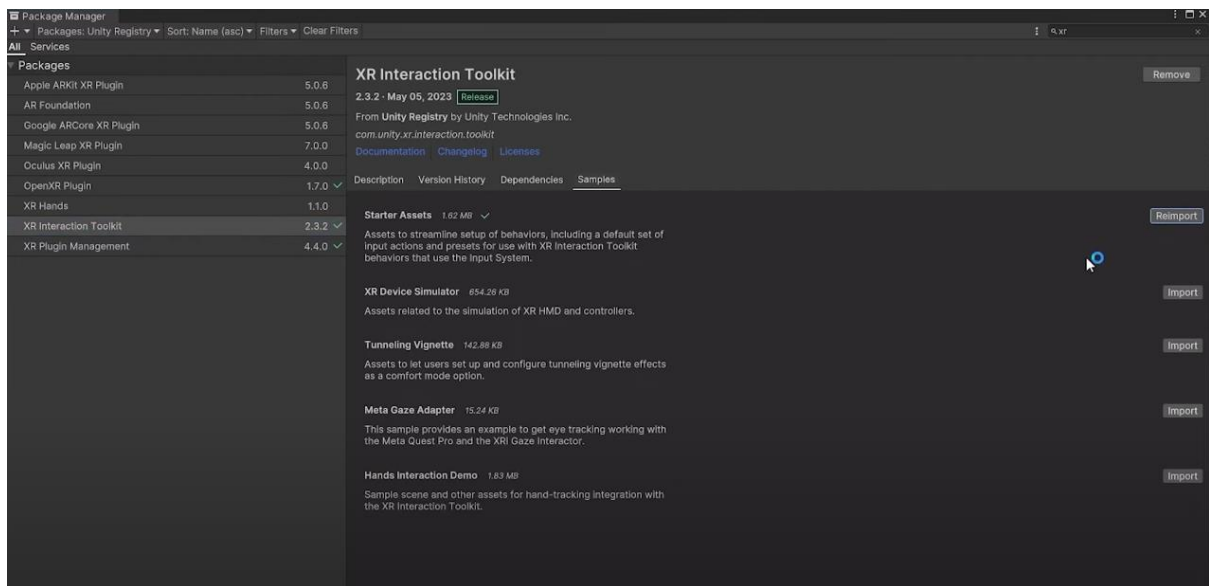 Package Manager
Packages: Unity Registry Sort: Name (asc) Filters Clear Filters xr
All Services
Packages
Apple ARKit XR Plugin 5.0.6
AR Foundation 5.0.6
Google ARCore XR Plugin 5.0.6
Magic Leap XR Plugin 7.0.0
Oculus XR Plugin 4.0.0
OpenXR Plugin 1.7.0
XR Hands 1.1.0
XR Interaction Toolkit 2.3.2
XR Plugin Management 4.4.0
XR Interaction Toolkit Remove
2.3.2 · May 05, 2023 Release
From Unity Registry by Unity Technologies Inc.
com.unity.xr.interaction.toolkit
Documentation Changelog Licenses
Description Version History Dependencies Samples
Starter Assets 1.62 MB Reimport
Assets to streamline setup of behaviors, including a default set of
input actions and presets for use with XR Interaction Toolkit
behaviors that use the Input System.
XR Device Simulator 654.28 KB Import
Assets related to the simulation of XR HMD and controllers.
Tunneling Vignette 142.88 KB Import
Assets to let users set up and configure tunneling vignette effects
as a comfort mode option.
Meta Gaze Adapter 15.24 KB Import
This sample provides an example to get eye tracking working with
the Meta Quest Pro and the XRI Gaze Interactor.
Hands Interaction Demo 1.83 MB Import
Sample scene and other assets for hand-tracking integration with
the XR Interaction Toolkit.